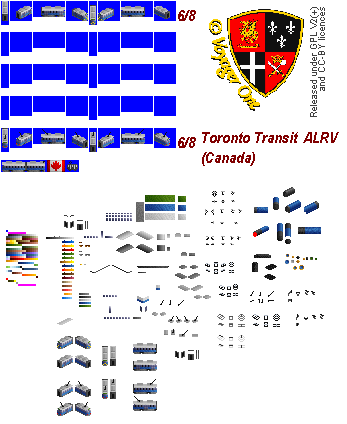 6/8
© Voyager One
Released under GPL V2(+)
and CC-BY licences
6/8
Toronto Transit ALRV
(Canada)